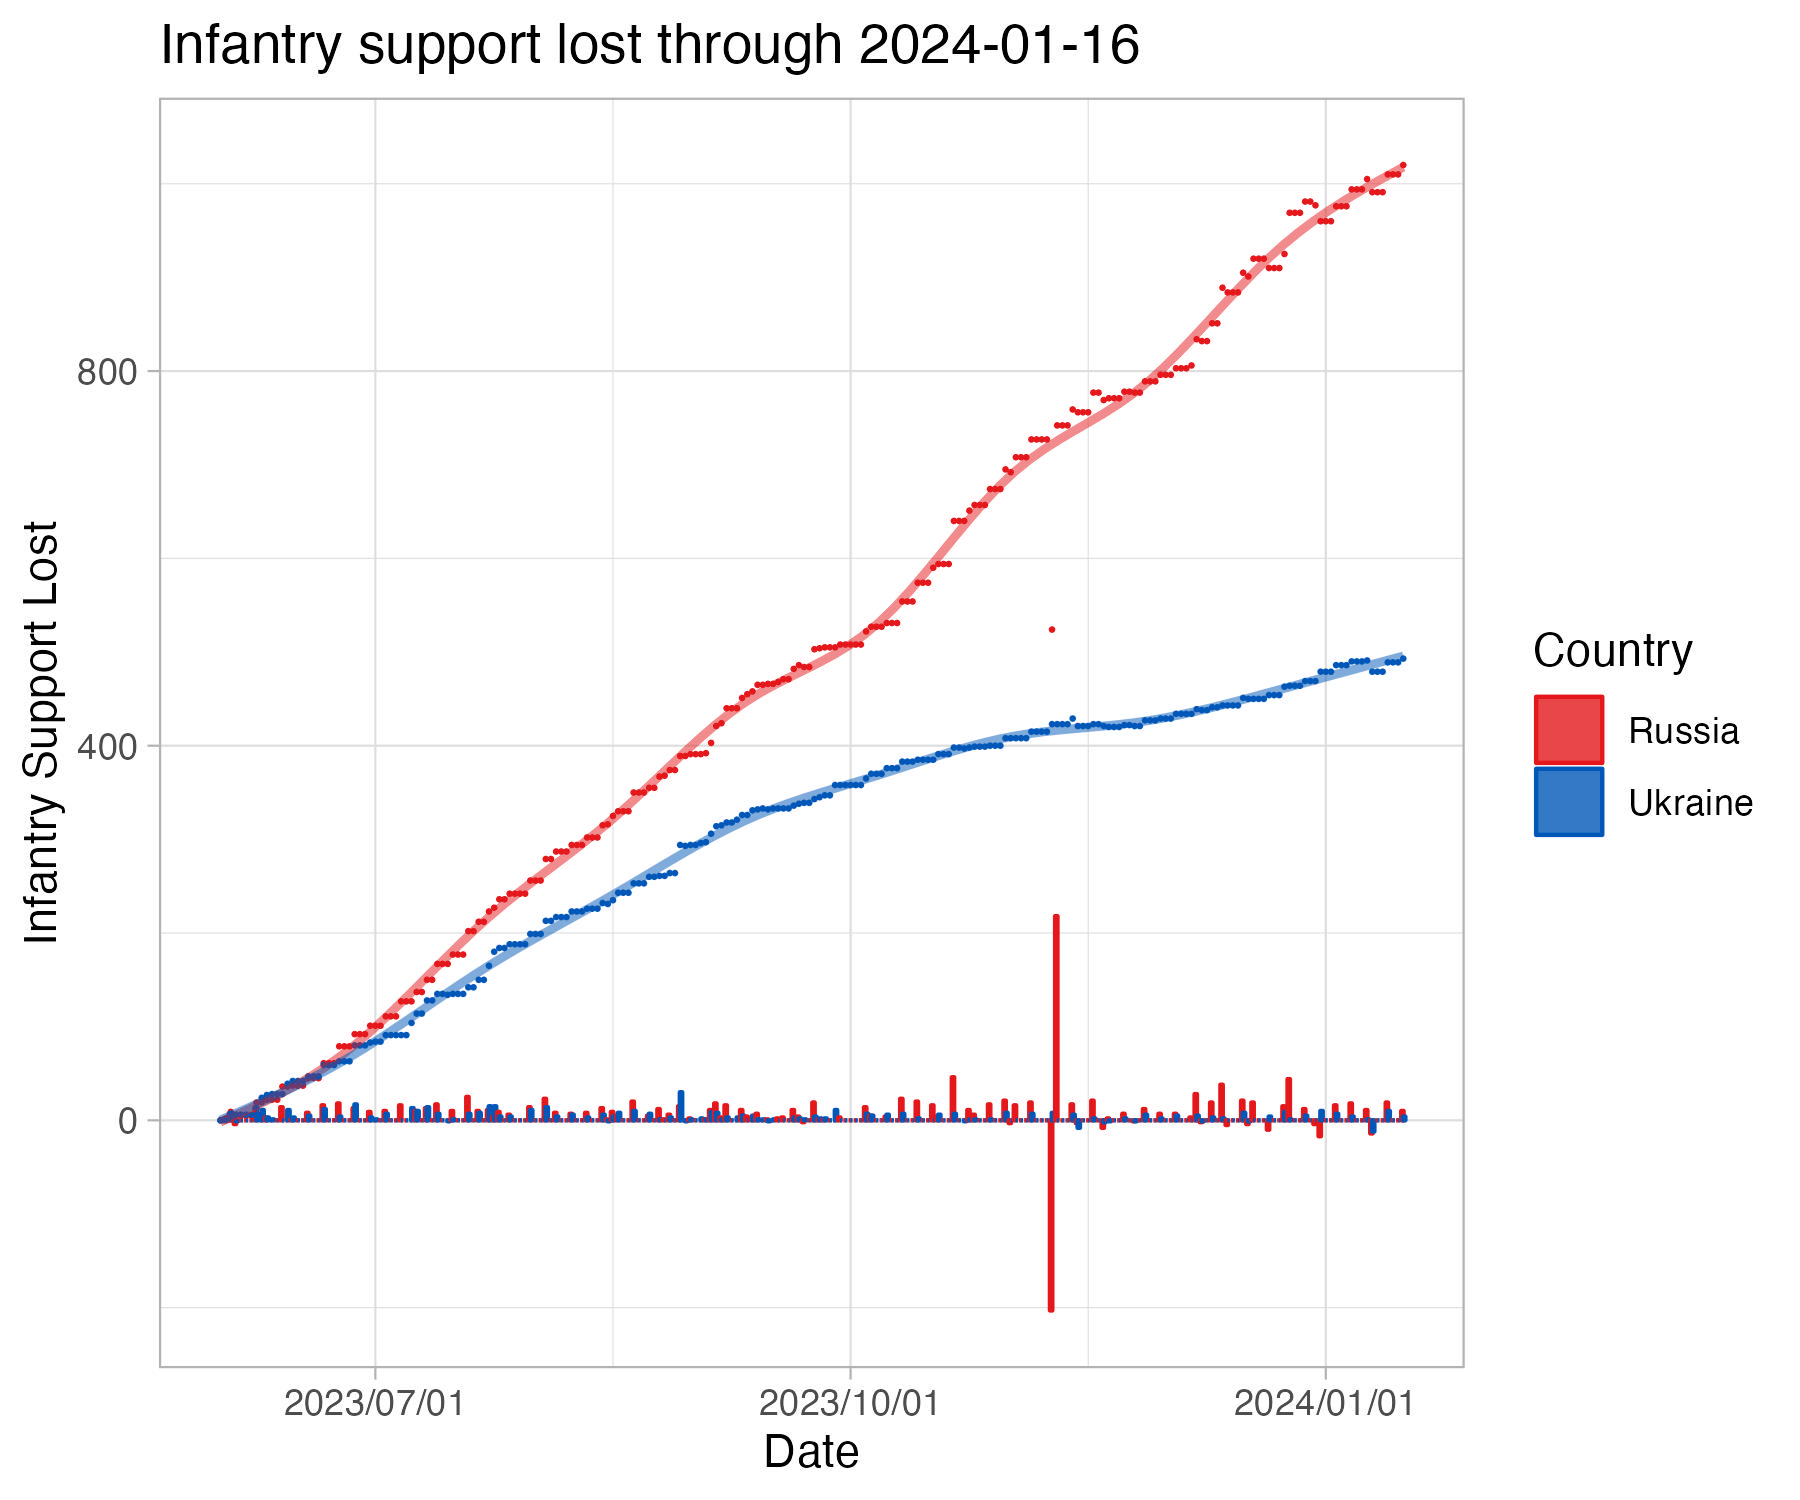 Infantry support lost through 2024-01-16
Infantry Support Lost
800
400
0
2023/07/01
2023/10/01
2024/01/01
Date
Country
Russia
Ukraine